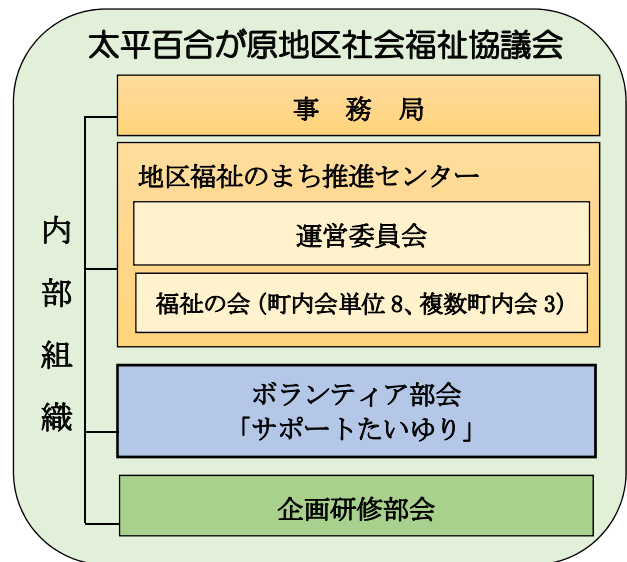 太平百合が原地区社会福祉協議会
内部組織
事務局
地区福祉のまち推進センター
運営委員会
福祉の会（町内会単位8、複数町内会3）
ボランティア部会
「サポートたいゆり」
企画研修部会